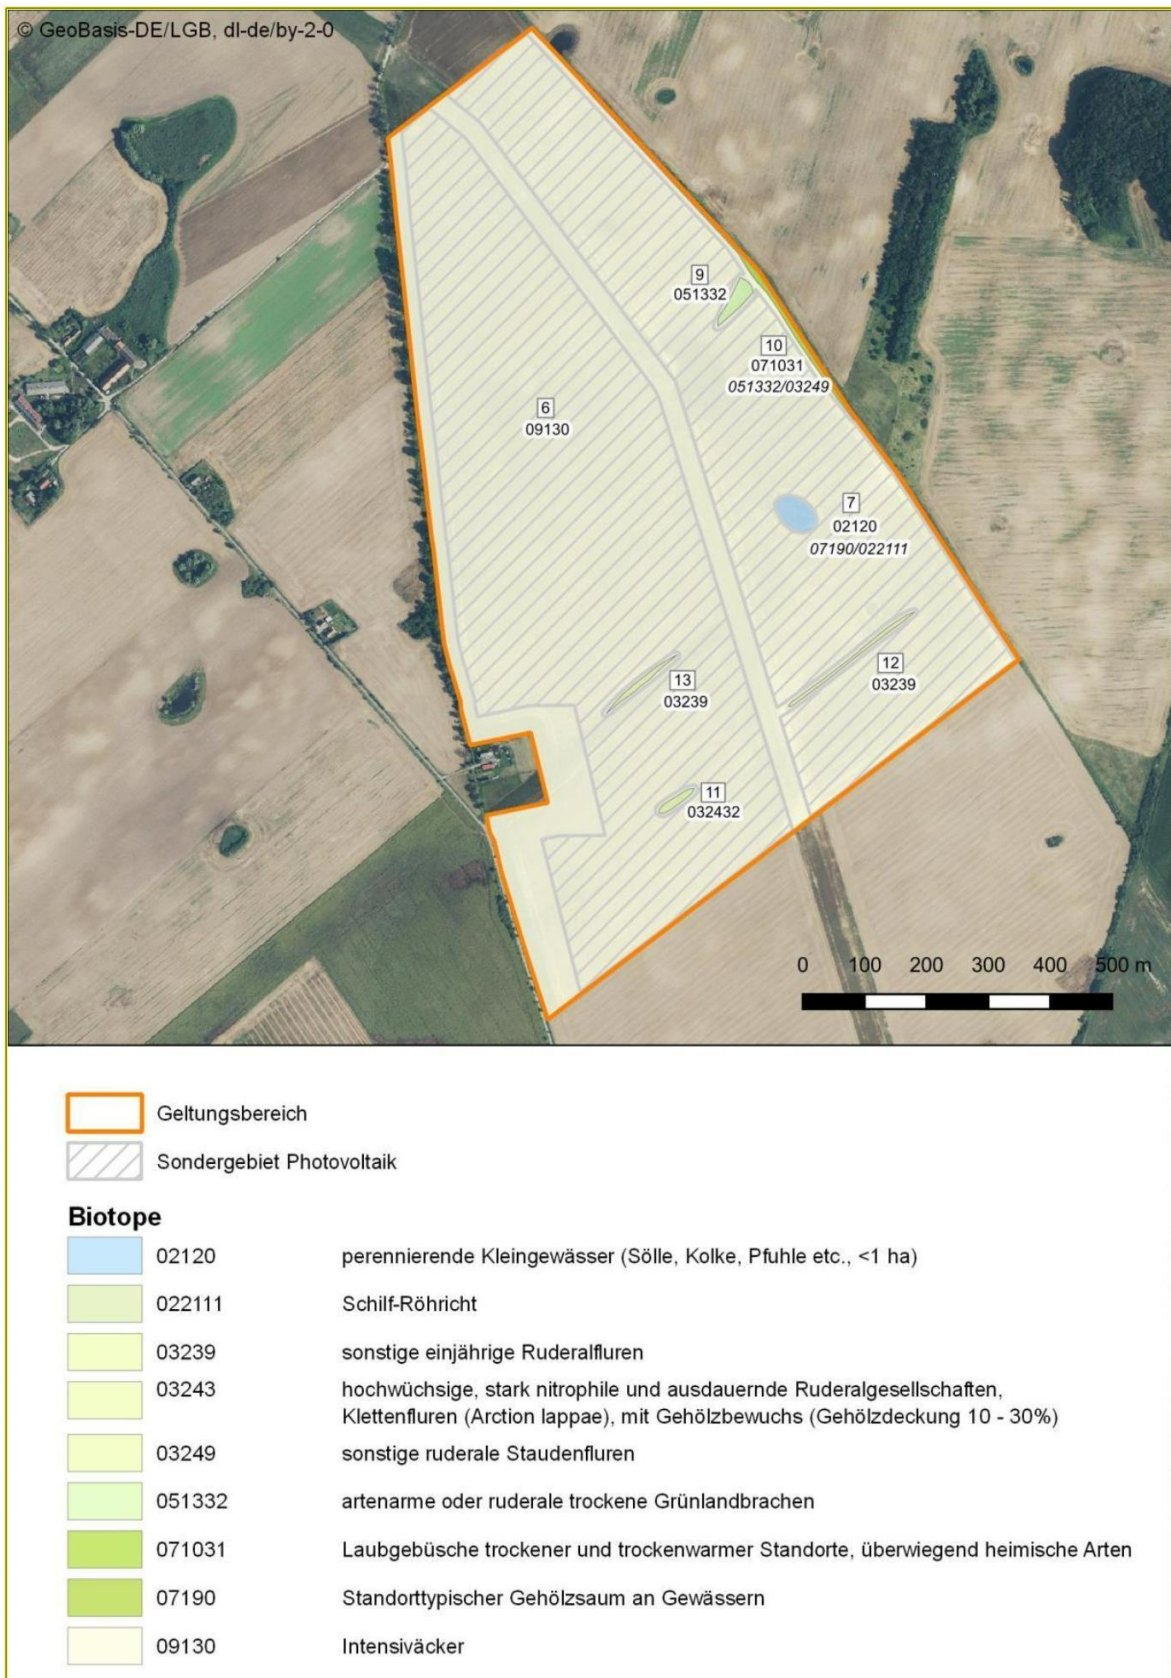 © GeoBasis-DE/LGB, dl-de/by-2-0
9
051332
10
071031
051332/03249
6
09130
7
02120
07190/022111
12
03239
13
03239
11
032432
0 100 200 300 400 500 m
Geltungsbereich
Sondergebiet Photovoltaik
Biotope
02120 perennierende Kleingewässer (Sölle, Kolke, Pfuhle etc., <1 ha)
022111 Schilf-Röhricht
03239 sonstige einjährige Ruderalfluren
03243 hochwüchsige, stark nitrophile und ausdauernde Ruderalgesellschaften,
Klettenfluren (Arction lappae), mit Gehölzbewuchs (Gehölzdeckung 10 - 30%)
03249 sonstige ruderale Staudenfluren
051332 artenarme oder ruderale trockene Grünlandbrachen
071031 Laubgebüsche trockener und trockenwarmer Standorte, überwiegend heimische Arten
07190 Standorttypischer Gehölzsaum an Gewässern
09130 Intensiväcker